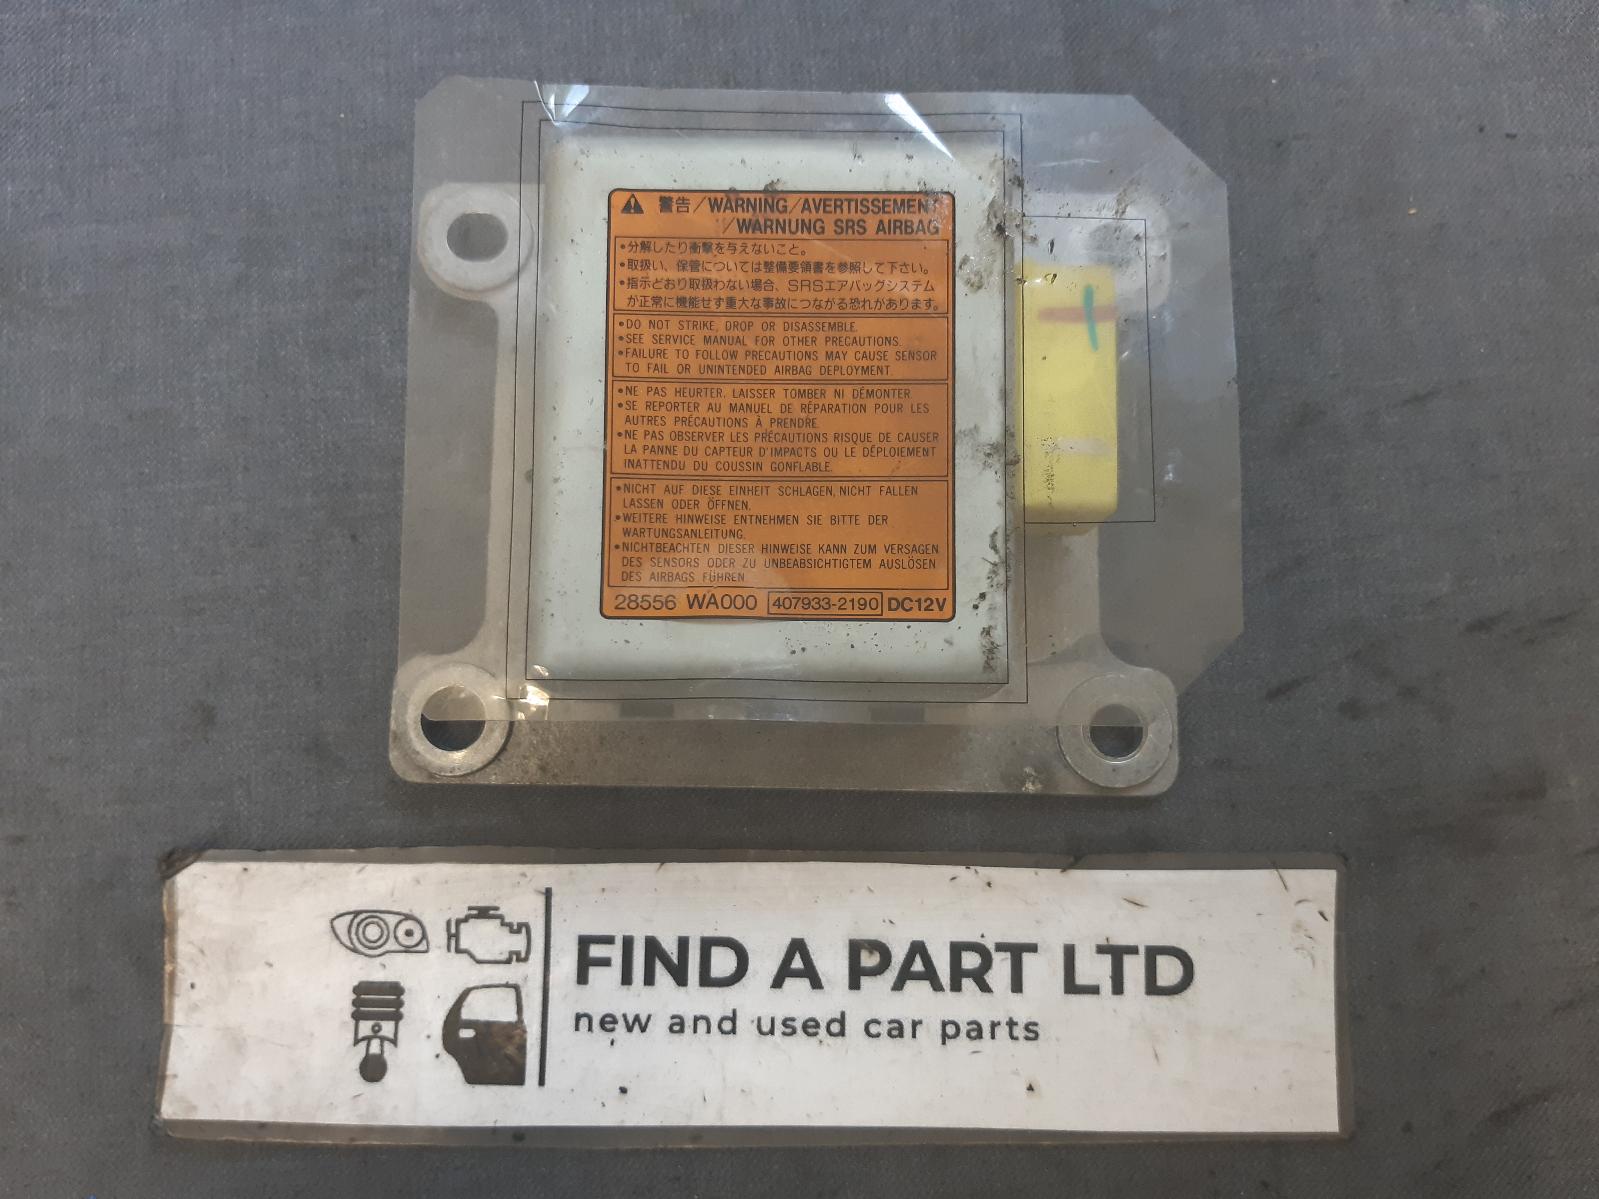 警告/WARNING/AVERTISSEMENT
/WARNUNG SRS AIRBAG
•分解したり衝撃を与えないこと。
•取扱い、保管については整備要領書を参照して下さい。
•指示どおり取扱わない場合、SRSエアバッグシステム
が正常に機能せず重大な事故につながる恐れがあります。
•DO NOT STRIKE, DROP OR DISASSEMBLE.
•SEE SERVICE MANUAL FOR OTHER PRECAUTIONS.
•FAILURE TO FOLLOW PRECAUTIONS MAY CAUSE SENSOR
TO FAIL OR UNINTENDED AIRBAG DEPLOYMENT.
•NE PAS HEURTER, LAISSER TOMBER NI DÉMONTER.
•SE REPORTER AU MANUEL DE RÉPARATION POUR LES
AUTRES PRÉCAUTIONS À PRENDRE.
•NE PAS OBSERVER LES PRÉCAUTIONS RISQUE DE CAUSER
LA PANNE DU CAPTEUR D'IMPACTS OU LE DÉPLOIEMENT
INATTENDU DU COUSSIN GONFLABLE.
•NICHT AUF DIESE EINHEIT SCHLAGEN, NICHT FALLEN
LASSEN ODER ÖFFNEN.
•WEITERE HINWEISE ENTNEHMEN SIE BITTE DER
WARTUNGSANLEITUNG.
•NICHTBEACHTEN DIESER HINWEISE KANN ZUM VERSAGEN
DES SENSORS ODER ZU UNBEABSICHTIGTEM AUSLÖSEN
DES AIRBAGS FÜHREN
28556 WA000 407933-2190 DC12V
FIND A PART LTD
new and used car parts